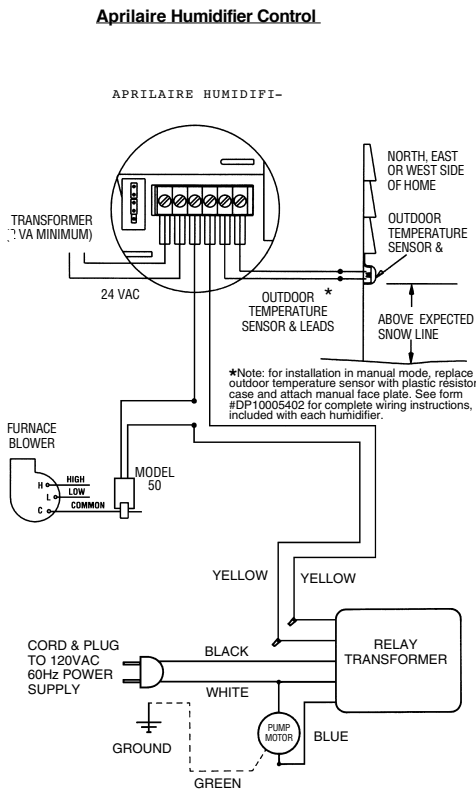 Aprilaire Humidifier Control
APRILAIRE HUMIDIFI-
NORTH, EAST
OR WEST SIDE
OF HOME
TRANSFORMER
VA MINIMUM)
OUTDOOR
TEMPERATURE
SENSOR &
24 VAC
OUTDOOR *
TEMPERATURE
SENSOR & LEADS
ABOVE EXPECTED
SNOW LINE
*Note: for installation in manual mode, replace
outdoor temperature sensor with plastic resistor
case and attach manual face plate. See form
#DP10005402 for complete wiring instructions,
included with each humidifier.
FURNACE
BLOWER
H HIGH
L LOW
C COMMON
MODEL
50
YELLOW
YELLOW
CORD & PLUG
TO 120VAC
60Hz POWER
SUPPLY
BLACK
WHITE
RELAY
TRANSFORMER
PUMP
MOTOR
BLUE
GROUND
GREEN